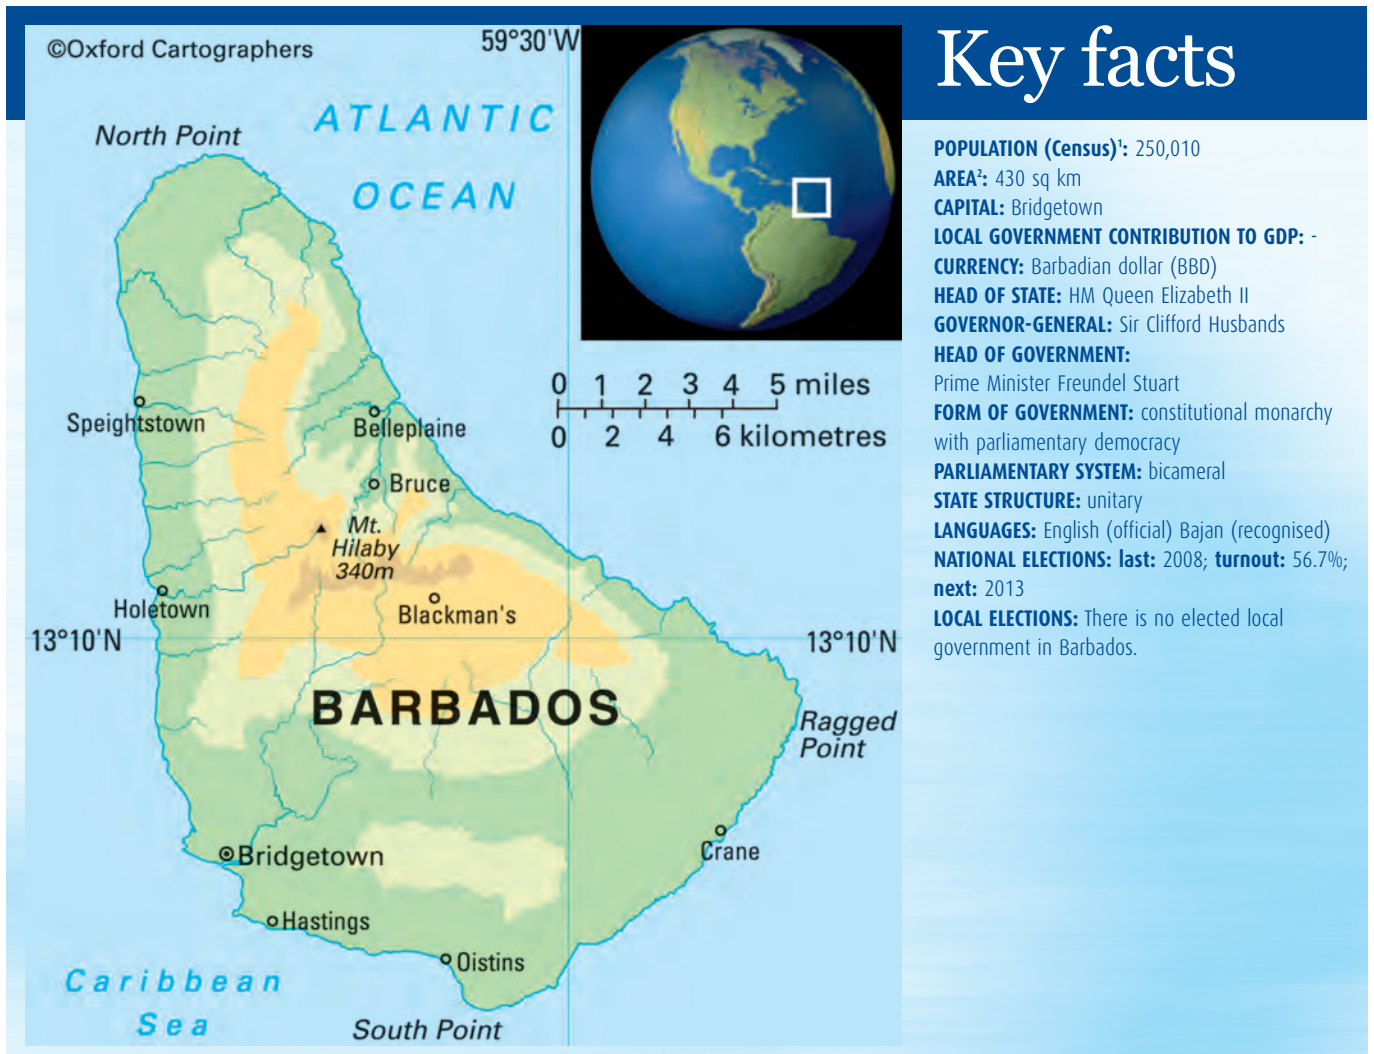 ©Oxford Cartographers
59°30'W
North Point
ATLANTIC
OCEAN
0 1 2 3 4 5 miles
0 2 4 6 kilometres
Speightstown
Belleplaine
Bruce
Mt.
Hilaby
340m
Holetown
Blackman's
13°10'N
13°10'N
BARBADOS
Ragged
Point
Crane
Bridgetown
Hastings
Oistins
Caribbean
Sea
South Point
Key facts
POPULATION (Census)¹: 250,010
AREA²: 430 sq km
CAPITAL: Bridgetown
LOCAL GOVERNMENT CONTRIBUTION TO GDP: -
CURRENCY: Barbadian dollar (BBD)
HEAD OF STATE: HM Queen Elizabeth II
GOVERNOR-GENERAL: Sir Clifford Husbands
HEAD OF GOVERNMENT:
Prime Minister Freundel Stuart
FORM OF GOVERNMENT: constitutional monarchy
with parliamentary democracy
PARLIAMENTARY SYSTEM: bicameral
STATE STRUCTURE: unitary
LANGUAGES: English (official) Bajan (recognised)
NATIONAL ELECTIONS: last: 2008; turnout: 56.7%;
next: 2013
LOCAL ELECTIONS: There is no elected local
government in Barbados.